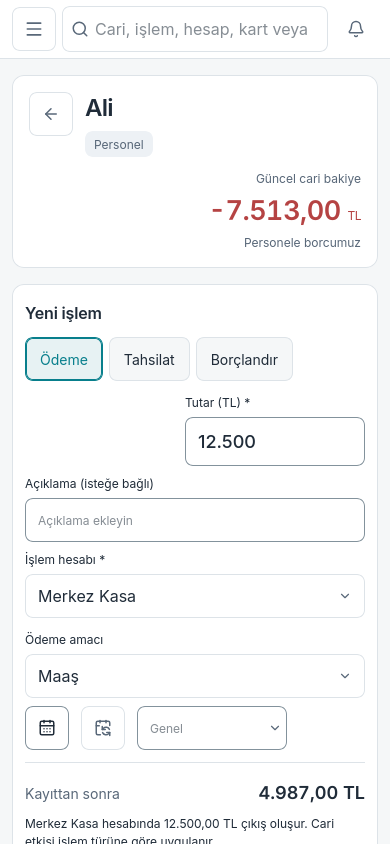 Cari, işlem, hesap, kart veya
Ali
Personel
Güncel cari bakiye
-7.513,00 TL
Personele borcumuz
Yeni işlem
Ödeme
Tahsilat
Borçlandır
Tutar (TL) *
12.500
Açıklama (isteğe bağlı)
Açıklama ekleyin
İşlem hesabı *
Merkez Kasa
Ödeme amacı
Maaş
Genel
Kayıttan sonra 4.987,00 TL
Merkez Kasa hesabında 12.500,00 TL çıkış oluşur. Cari
etkisi işlem türüne göre uygulanır.